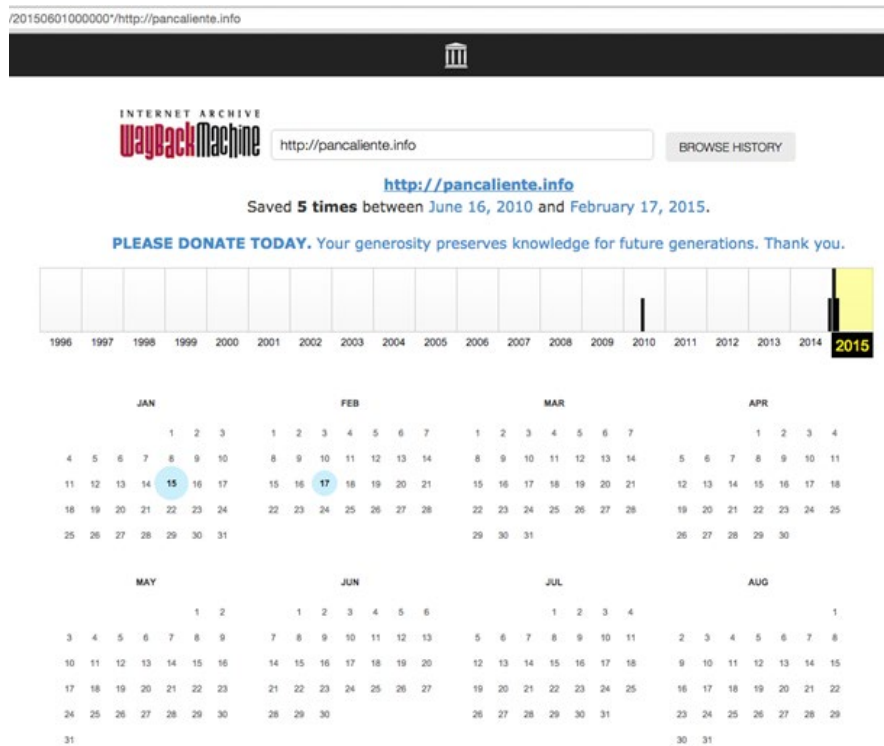 /20150601000000*/http://pancaliente.info
INTERNET ARCHIVE
WayBackMachine
http://pancaliente.info
BROWSE HISTORY
http://pancaliente.info
Saved 5 times between June 16, 2010 and February 17, 2015.
PLEASE DONATE TODAY. Your generosity preserves knowledge for future generations. Thank you.
1996 1997 1998 1999 2000 2001 2002 2003 2004 2005 2006 2007 2008 2009 2010 2011 2012 2013 2014 2015
JAN FEB MAR APR
1 2 3 1 2 3 4 5 6 7 1 2 3 4 5 6 7 1 2 3 4
4 5 6 7 8 9 10 8 9 10 11 12 13 14 8 9 10 11 12 13 14 5 6 7 8 9 10 11
11 12 13 14 15 16 17 15 16 17 18 19 20 21 15 16 17 18 19 20 21 12 13 14 15 16 17 18
18 19 20 21 22 23 24 22 23 24 25 26 27 28 22 23 24 25 26 27 28 19 20 21 22 23 24 25
25 26 27 28 29 30 31 29 30 31 26 27 28 29 30
MAY JUN JUL AUG
1 2 1 2 3 4 5 6 1 2 3 4 1
3 4 5 6 7 8 9 7 8 9 10 11 12 13 5 6 7 8 9 10 11 2 3 4 5 6 7 8
10 11 12 13 14 15 16 14 15 16 17 18 19 20 12 13 14 15 16 17 18 9 10 11 12 13 14 15
17 18 19 20 21 22 23 21 22 23 24 25 26 27 19 20 21 22 23 24 25 16 17 18 19 20 21 22
24 25 26 27 28 29 30 28 29 30 26 27 28 29 30 31 23 24 25 26 27 28 29
31 30 31